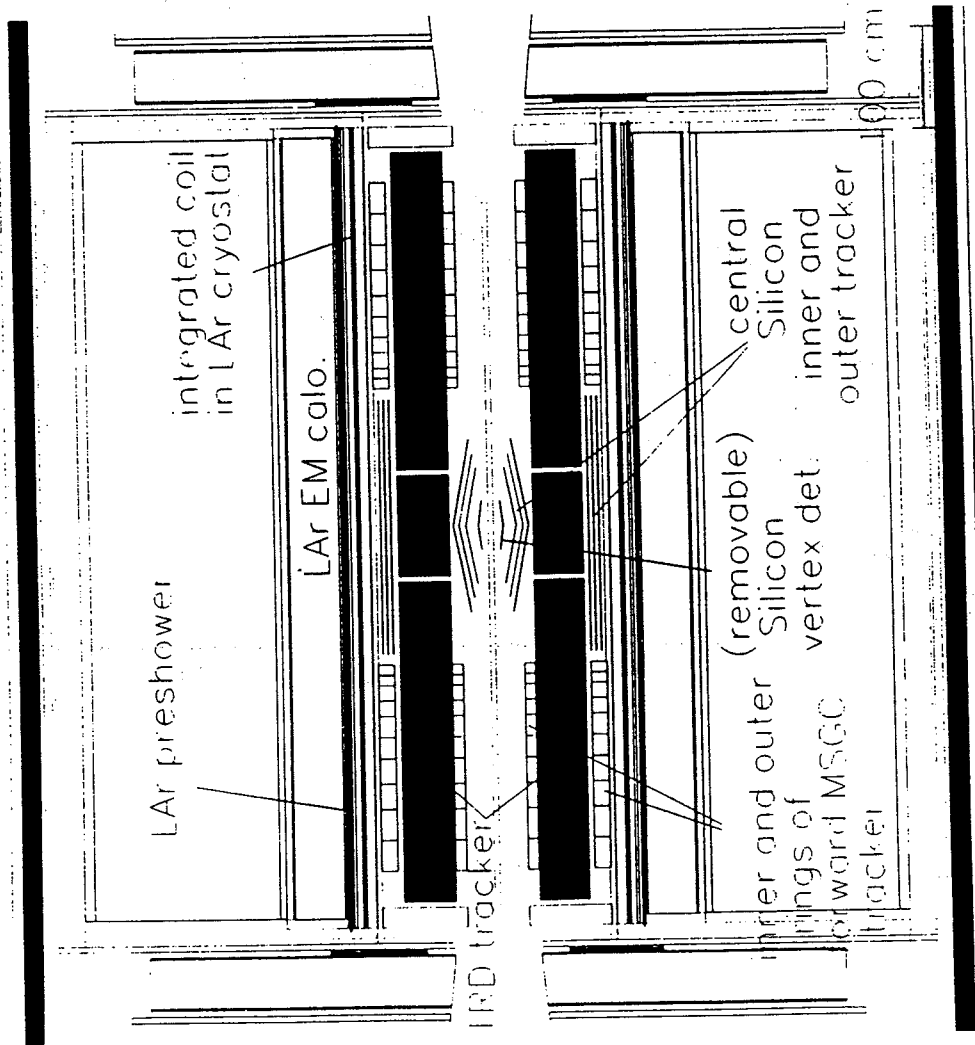 LAr preshower
integrated coil
in LAr cryostat
LAr EM calo.
TRD tracker
inner and outer
rings of
forward MSGC
tracker
(removable)
Silicon
vertex det.
central
Silicon
inner and
outer tracker
100 cm